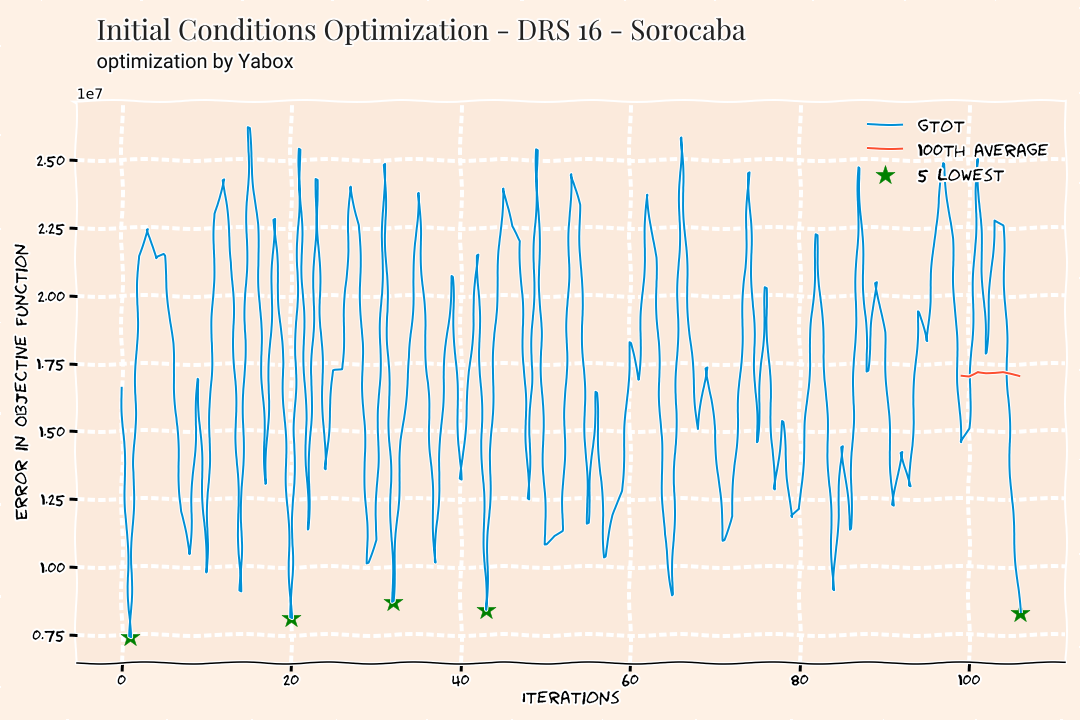 Initial Conditions Optimization - DRS 16 - Sorocaba
optimization by Yabox
1e7
GTOT
100TH AVERAGE
5 LOWEST
2.50
2.25
2.00
1.75
1.50
1.25
1.00
0.75
ERROR IN OBJECTIVE FUNCTION
0 20 40 60 80 100
ITERATIONS